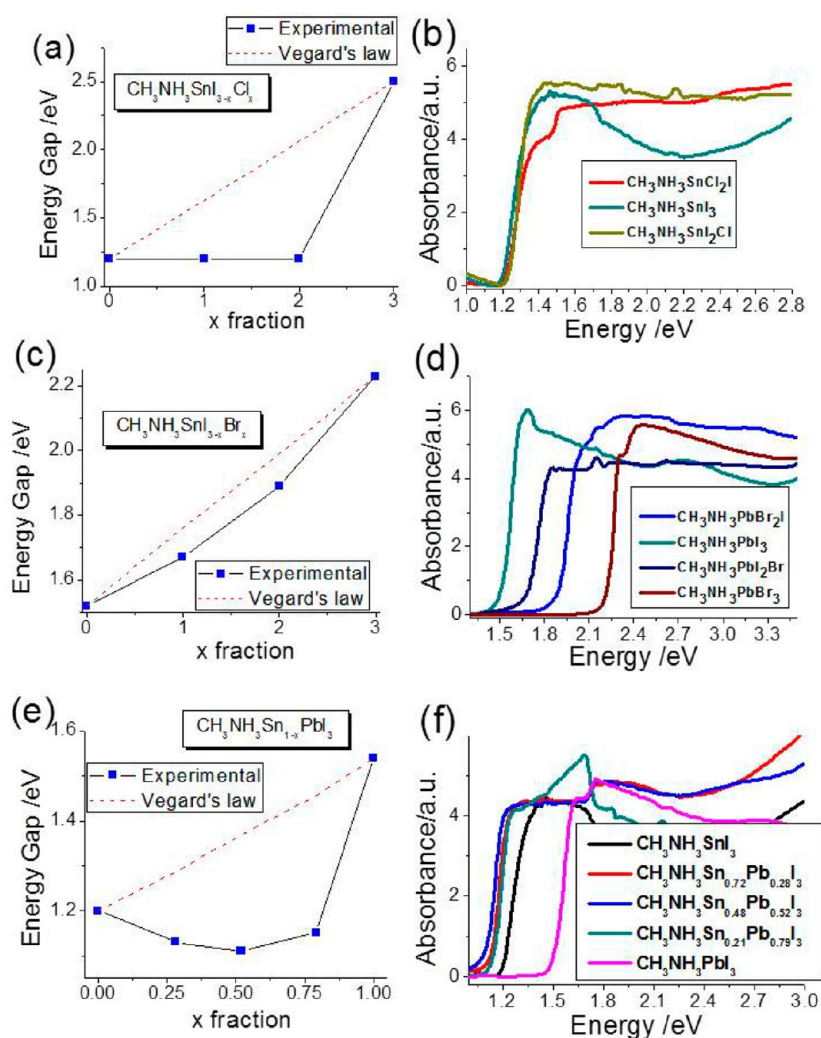 (a)
Experimental
Vegard's law
CH₃NH₃SnI₃₋ₓClₓ
Energy Gap /eV
2.5
2.0
1.5
1.0
0 1 2 3
x fraction
(b)
Absorbance/a.u.
6
4
2
0
CH₃NH₃SnCl₂I
CH₃NH₃SnI₃
CH₃NH₃SnI₂Cl
1.0 1.2 1.4 1.6 2.0 2.2 2.4 2.6 2.8
Energy /eV
(c)
CH₃NH₃SnI₃₋ₓBrₓ
Energy Gap /eV
2.2
2.0
1.8
1.6
Experimental
Vegard's law
0 1 2 3
x fraction
(d)
Absorbance/a.u.
6
4
2
0
CH₃NH₃PbBr₂I
CH₃NH₃PbI₃
CH₃NH₃PbI₂Br
CH₃NH₃PbBr₃
1.5 1.8 2.1 2.4 2.7 3.0 3.3
Energy /eV
(e)
CH₃NH₃Sn₁₋ₓPbI₃
Energy Gap /eV
1.6
1.4
1.2
Experimental
Vegard's law
0.00 0.25 0.50 0.75 1.00
x fraction
(f)
Absorbance/a.u.
6
4
2
0
CH₃NH₃SnI₃
CH₃NH₃Sn₀.₇₂Pb₀.₂₈I₃
CH₃NH₃Sn₀.₄₈Pb₀.₅₂I₃
CH₃NH₃Sn₀.₂₁Pb₀.₇₉I₃
CH₃NH₃PbI₃
1.2 1.5 1.8 2.1 2.4 2.7 3.0
Energy /eV